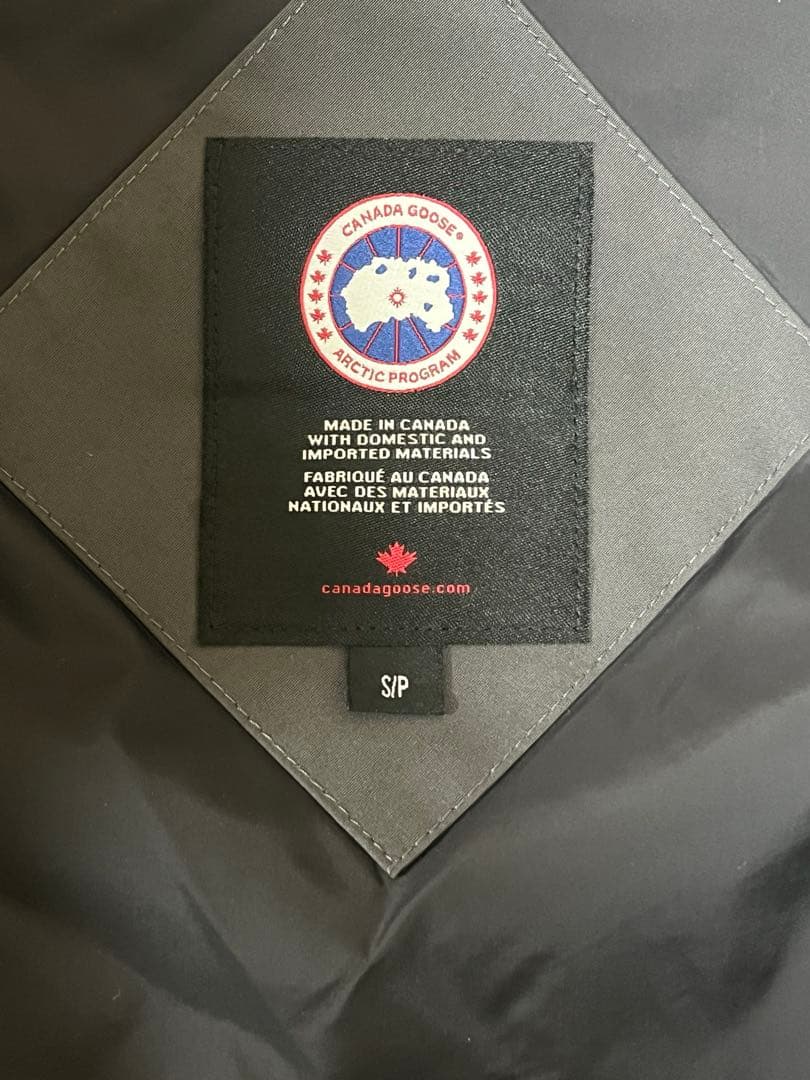 CANADA GOOSE®
ARCTIC PROGRAM
MADE IN CANADA
WITH DOMESTIC AND
IMPORTED MATERIALS
FABRIQUÉ AU CANADA
AVEC DES MATERIAUX
NATIONAUX ET IMPORTÉS
canadagoose.com
S/P